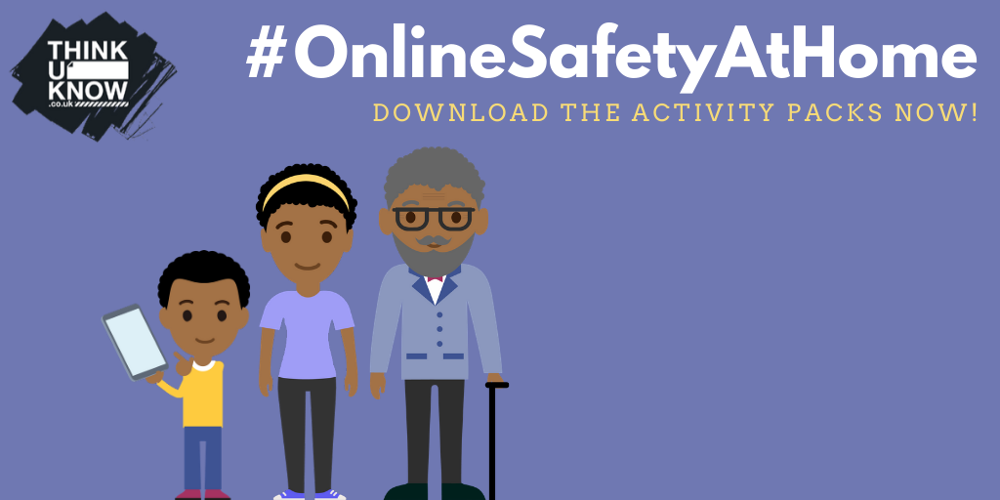 THINK
U
KNOW
.co.uk
#OnlineSafetyAtHome
DOWNLOAD THE ACTIVITY PACKS NOW!